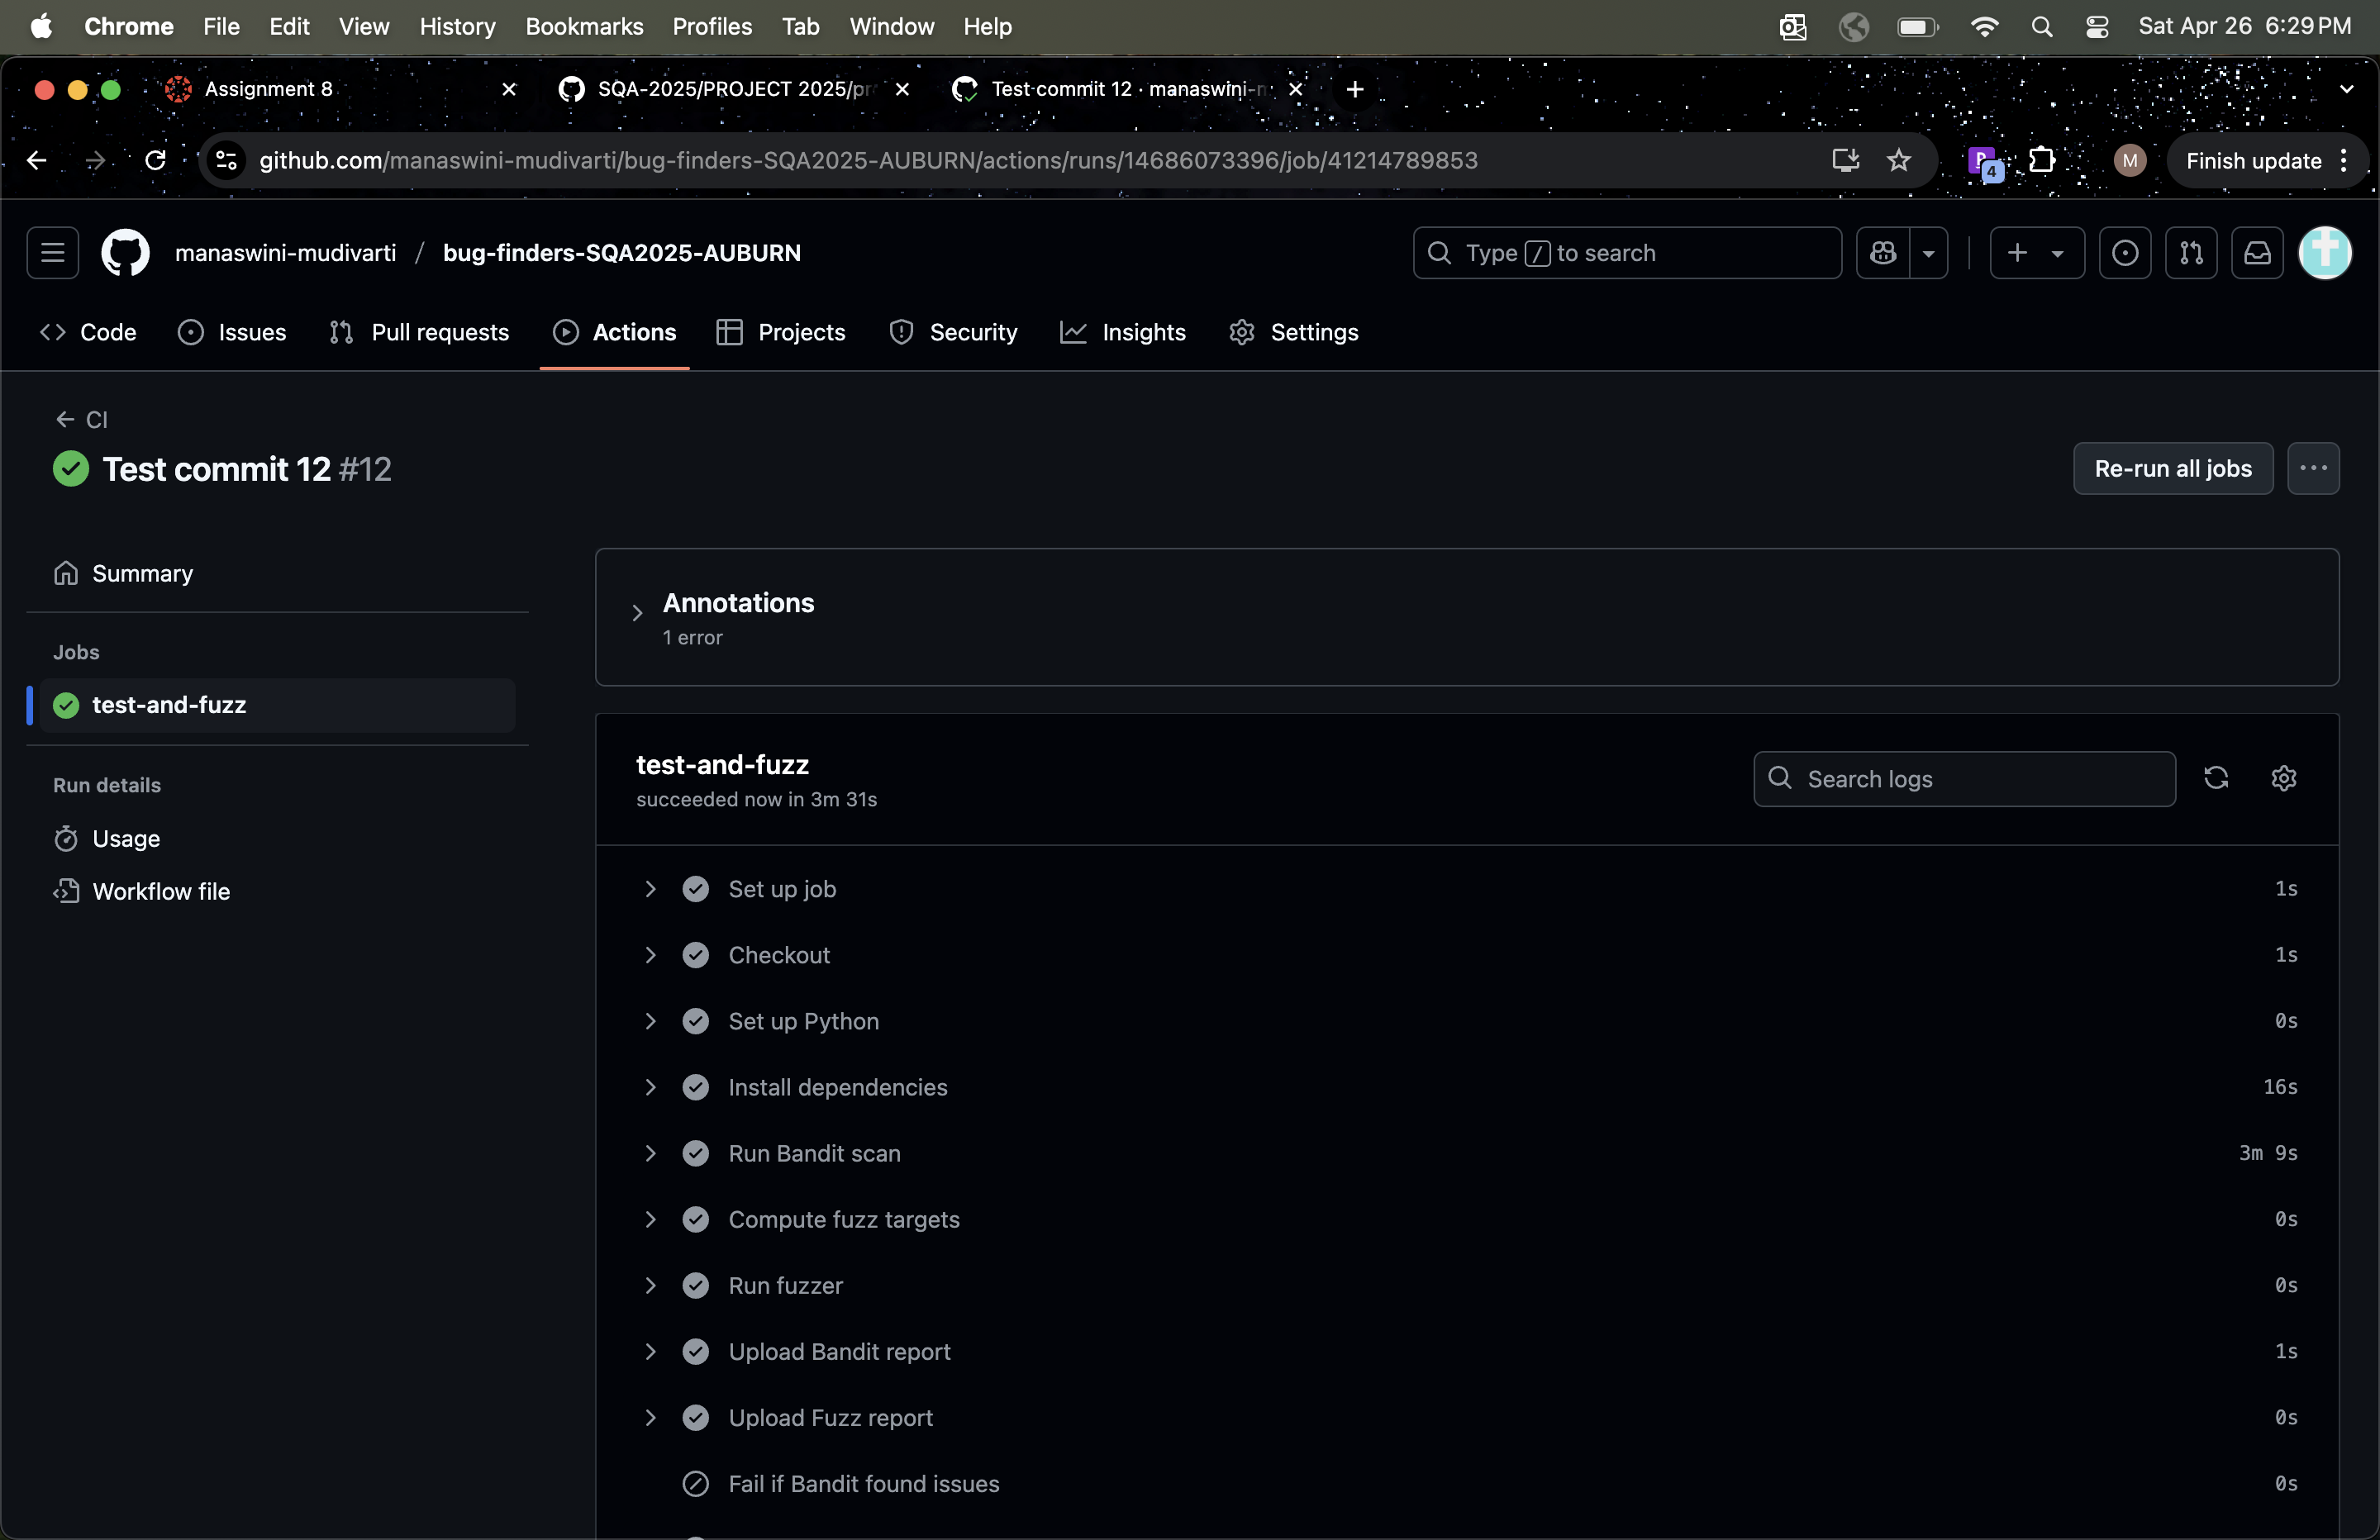 Chrome File Edit View History Bookmarks Profiles Tab Window Help Sat Apr 26 6:29 PM
Assignment 8 SQA-2025/PROJECT 2025/pr Test commit 12 · manaswini-m
github.com/manaswini-mudivarti/bug-finders-SQA2025-AUBURN/actions/runs/14686073396/job/41214789853 4 M Finish update
manaswini-mudivarti / bug-finders-SQA2025-AUBURN Type / to search
Code Issues Pull requests Actions Projects Security Insights Settings
CI
Test commit 12 #12 Re-run all jobs
Summary
Jobs
test-and-fuzz
Run details
Usage
Workflow file
Annotations
1 error
test-and-fuzz
succeeded now in 3m 31s
Search logs
Set up job 1s
Checkout 1s
Set up Python 0s
Install dependencies 16s
Run Bandit scan 3m 9s
Compute fuzz targets 0s
Run fuzzer 0s
Upload Bandit report 1s
Upload Fuzz report 0s
Fail if Bandit found issues 0s